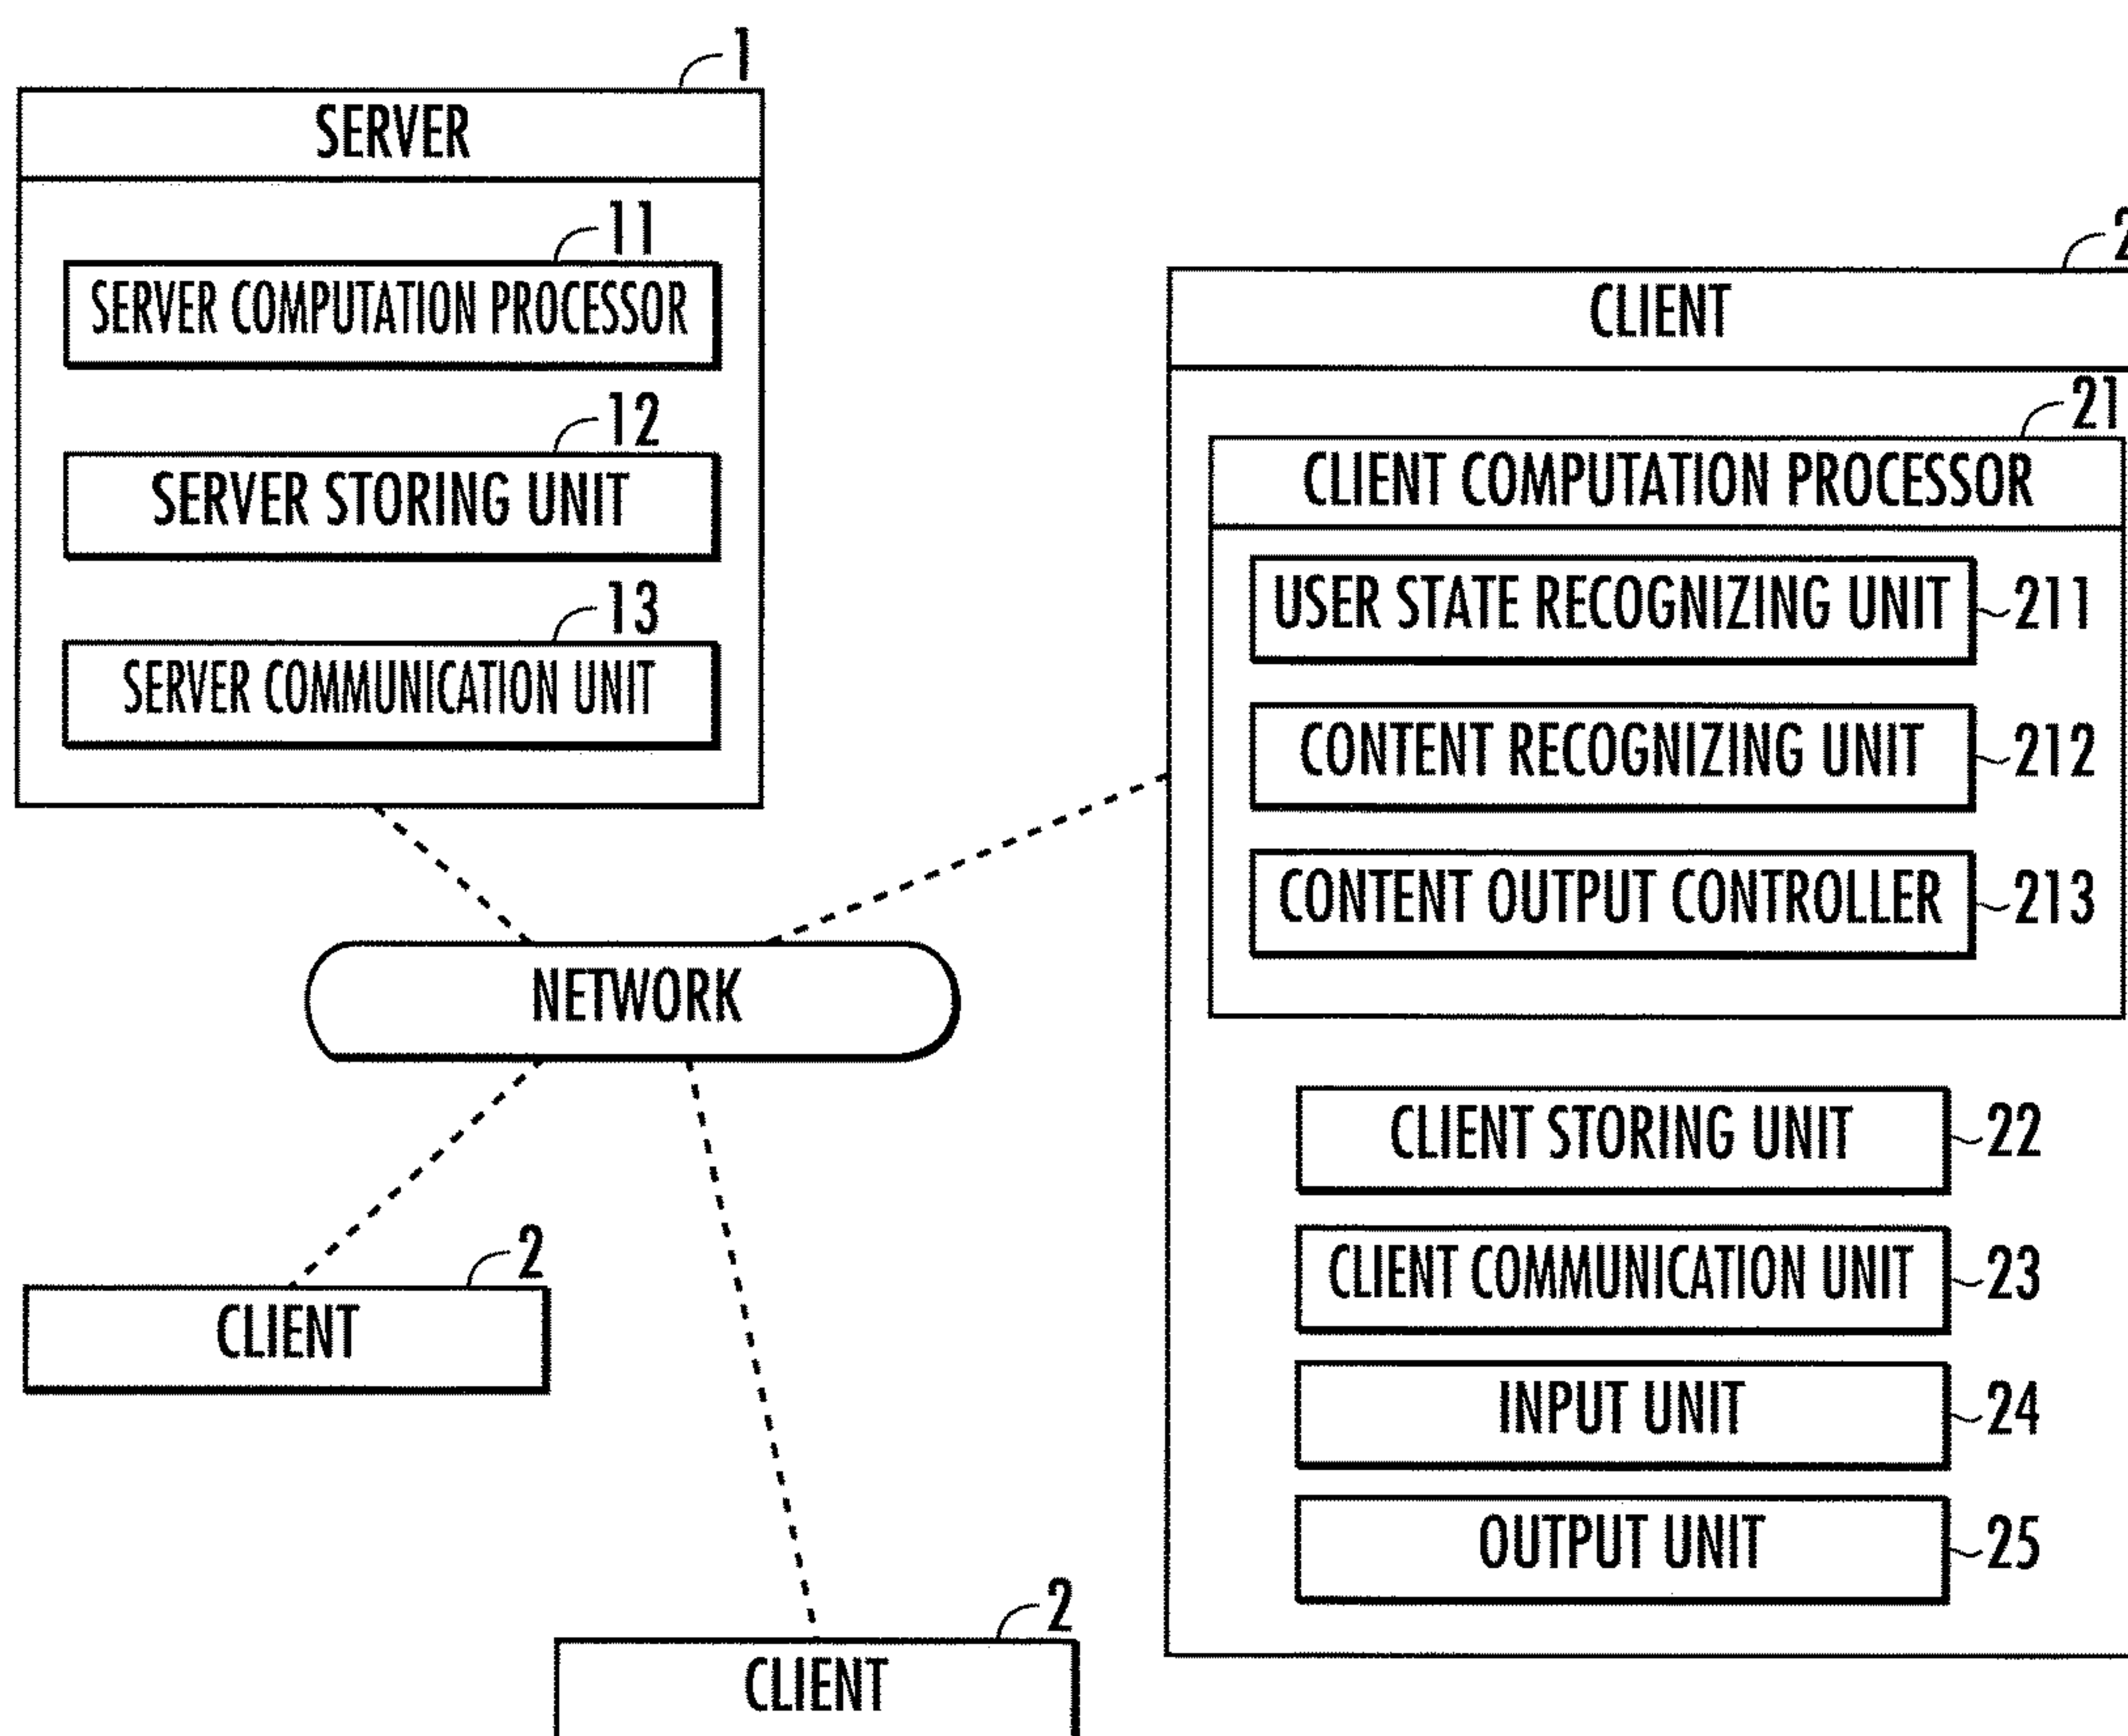 1
SERVER
11
SERVER COMPUTATION PROCESSOR
12
SERVER STORING UNIT
13
SERVER COMMUNICATION UNIT
NETWORK
2
CLIENT
2
CLIENT
2
CLIENT
21
CLIENT COMPUTATION PROCESSOR
USER STATE RECOGNIZING UNIT 211
CONTENT RECOGNIZING UNIT 212
CONTENT OUTPUT CONTROLLER 213
CLIENT STORING UNIT 22
CLIENT COMMUNICATION UNIT 23
INPUT UNIT 24
OUTPUT UNIT 25